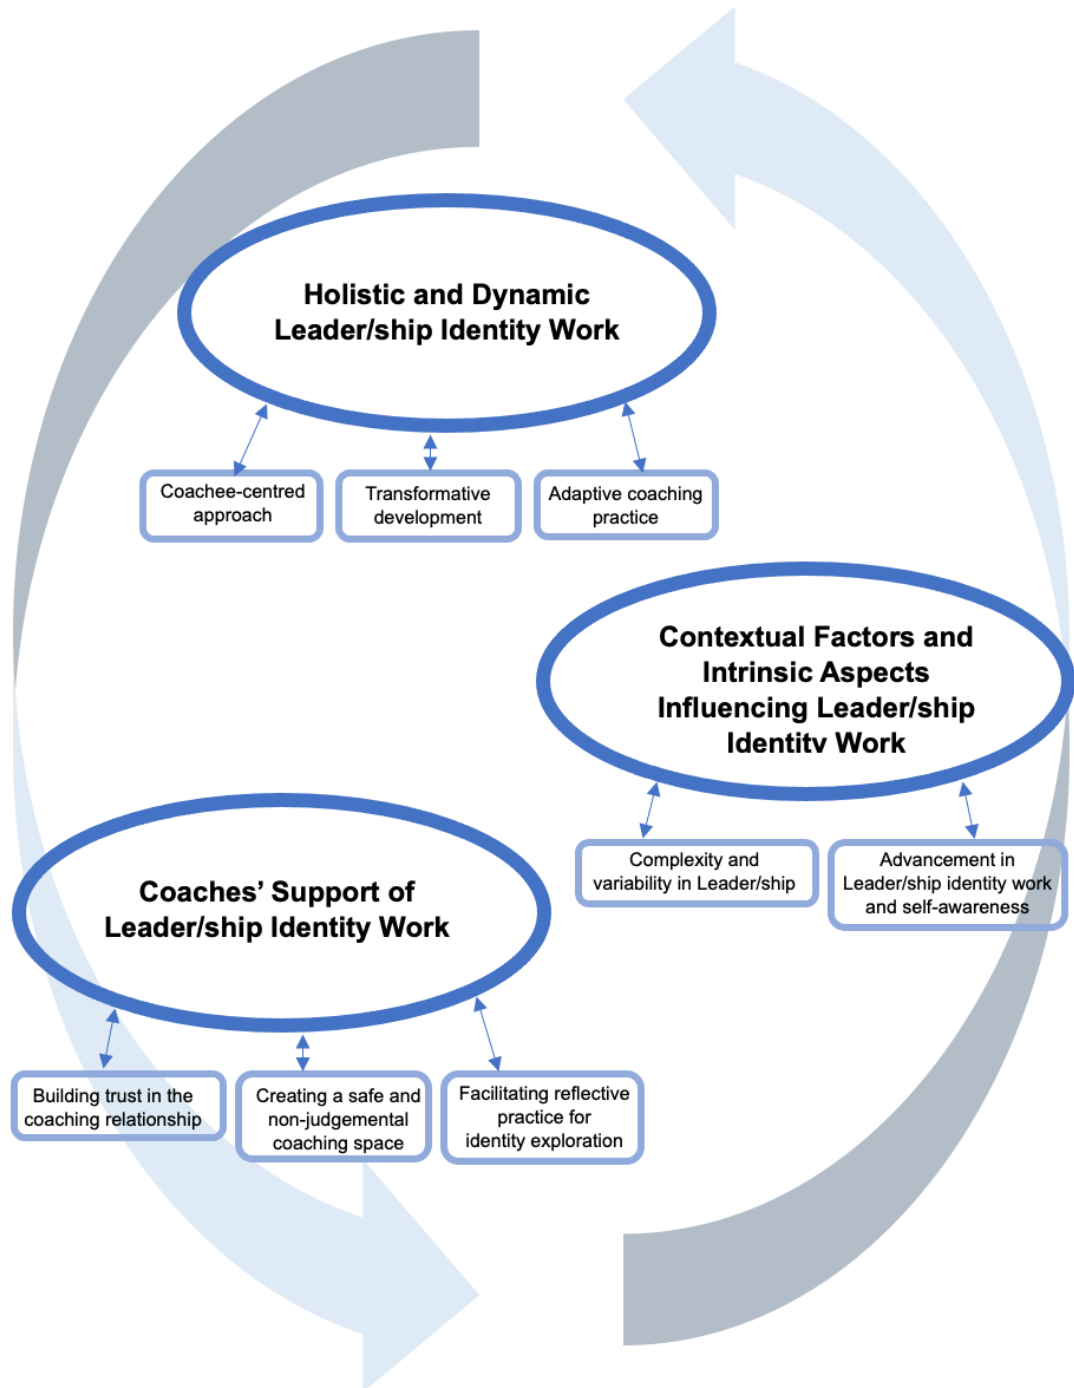 Holistic and Dynamic
Leader/ship Identity Work
Coachee-centred
approach
Transformative
development
Adaptive coaching
practice
Contextual Factors and
Intrinsic Aspects
Influencing Leader/ship
Identity Work
Complexity and
variability in Leader/ship
Advancement in
Leader/ship identity work
and self-awareness
Coaches’ Support of
Leader/ship Identity Work
Building trust in the
coaching relationship
Creating a safe and
non-judgemental
coaching space
Facilitating reflective
practice for
identity exploration